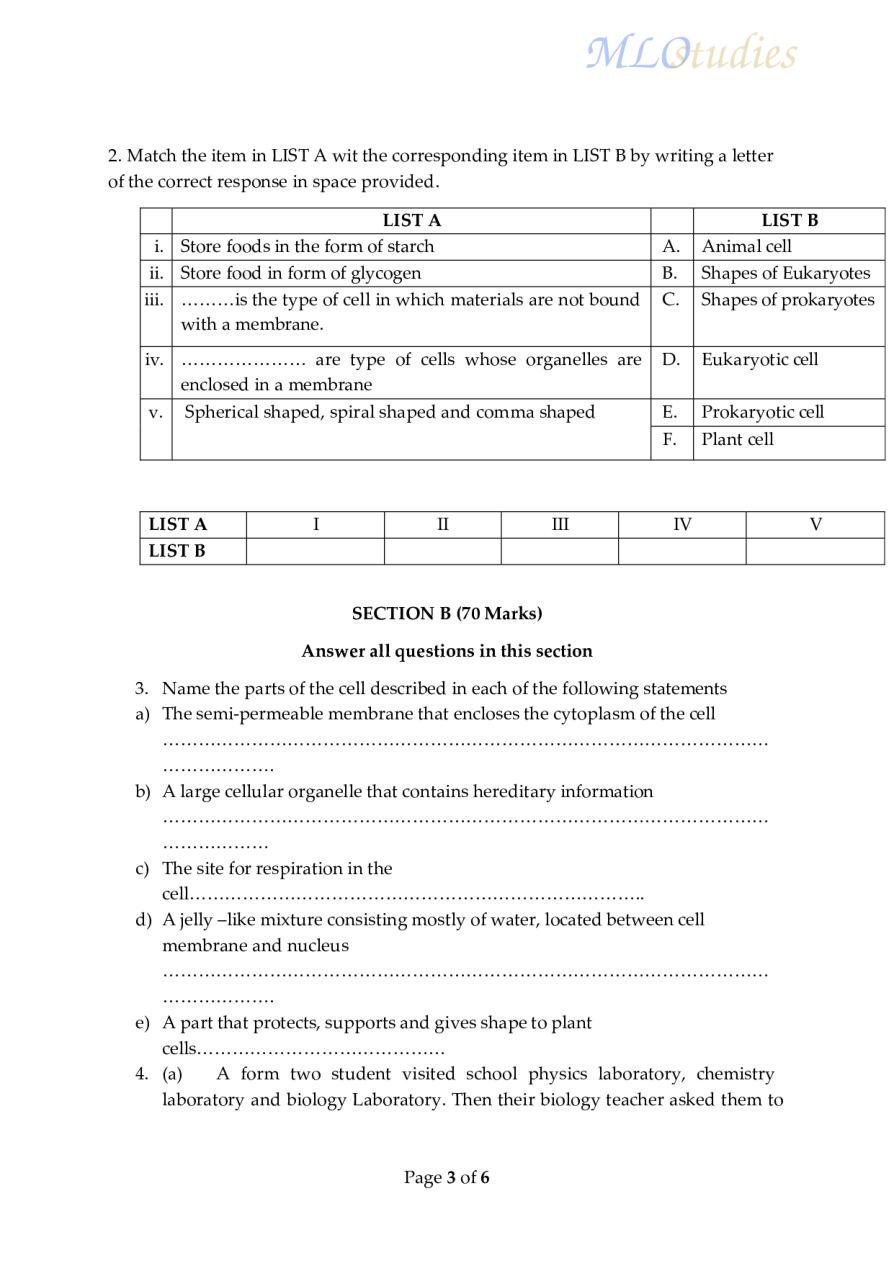 MLOstudies
2. Match the item in LIST A wit the corresponding item in LIST B by writing a letter
of the correct response in space provided.
LIST A LIST B
i. Store foods in the form of starch A. Animal cell
ii. Store food in form of glycogen B. Shapes of Eukaryotes
iii. ………is the type of cell in which materials are not bound C. Shapes of prokaryotes
with a membrane.
iv. ………………… are type of cells whose organelles are D. Eukaryotic cell
enclosed in a membrane
v. Spherical shaped, spiral shaped and comma shaped E. Prokaryotic cell
F. Plant cell
LIST A I II III IV V
LIST B
SECTION B (70 Marks)
Answer all questions in this section
3. Name the parts of the cell described in each of the following statements
a) The semi-permeable membrane that encloses the cytoplasm of the cell
…………………………………………………………………………………………
……………….
b) A large cellular organelle that contains hereditary information
…………………………………………………………………………………………
………………
c) The site for respiration in the
cell…………………………………………………………………..
d) A jelly –like mixture consisting mostly of water, located between cell
membrane and nucleus
…………………………………………………………………………………………
……………….
e) A part that protects, supports and gives shape to plant
cells……………………………………
4. (a) A form two student visited school physics laboratory, chemistry
laboratory and biology Laboratory. Then their biology teacher asked them to
Page 3 of 6